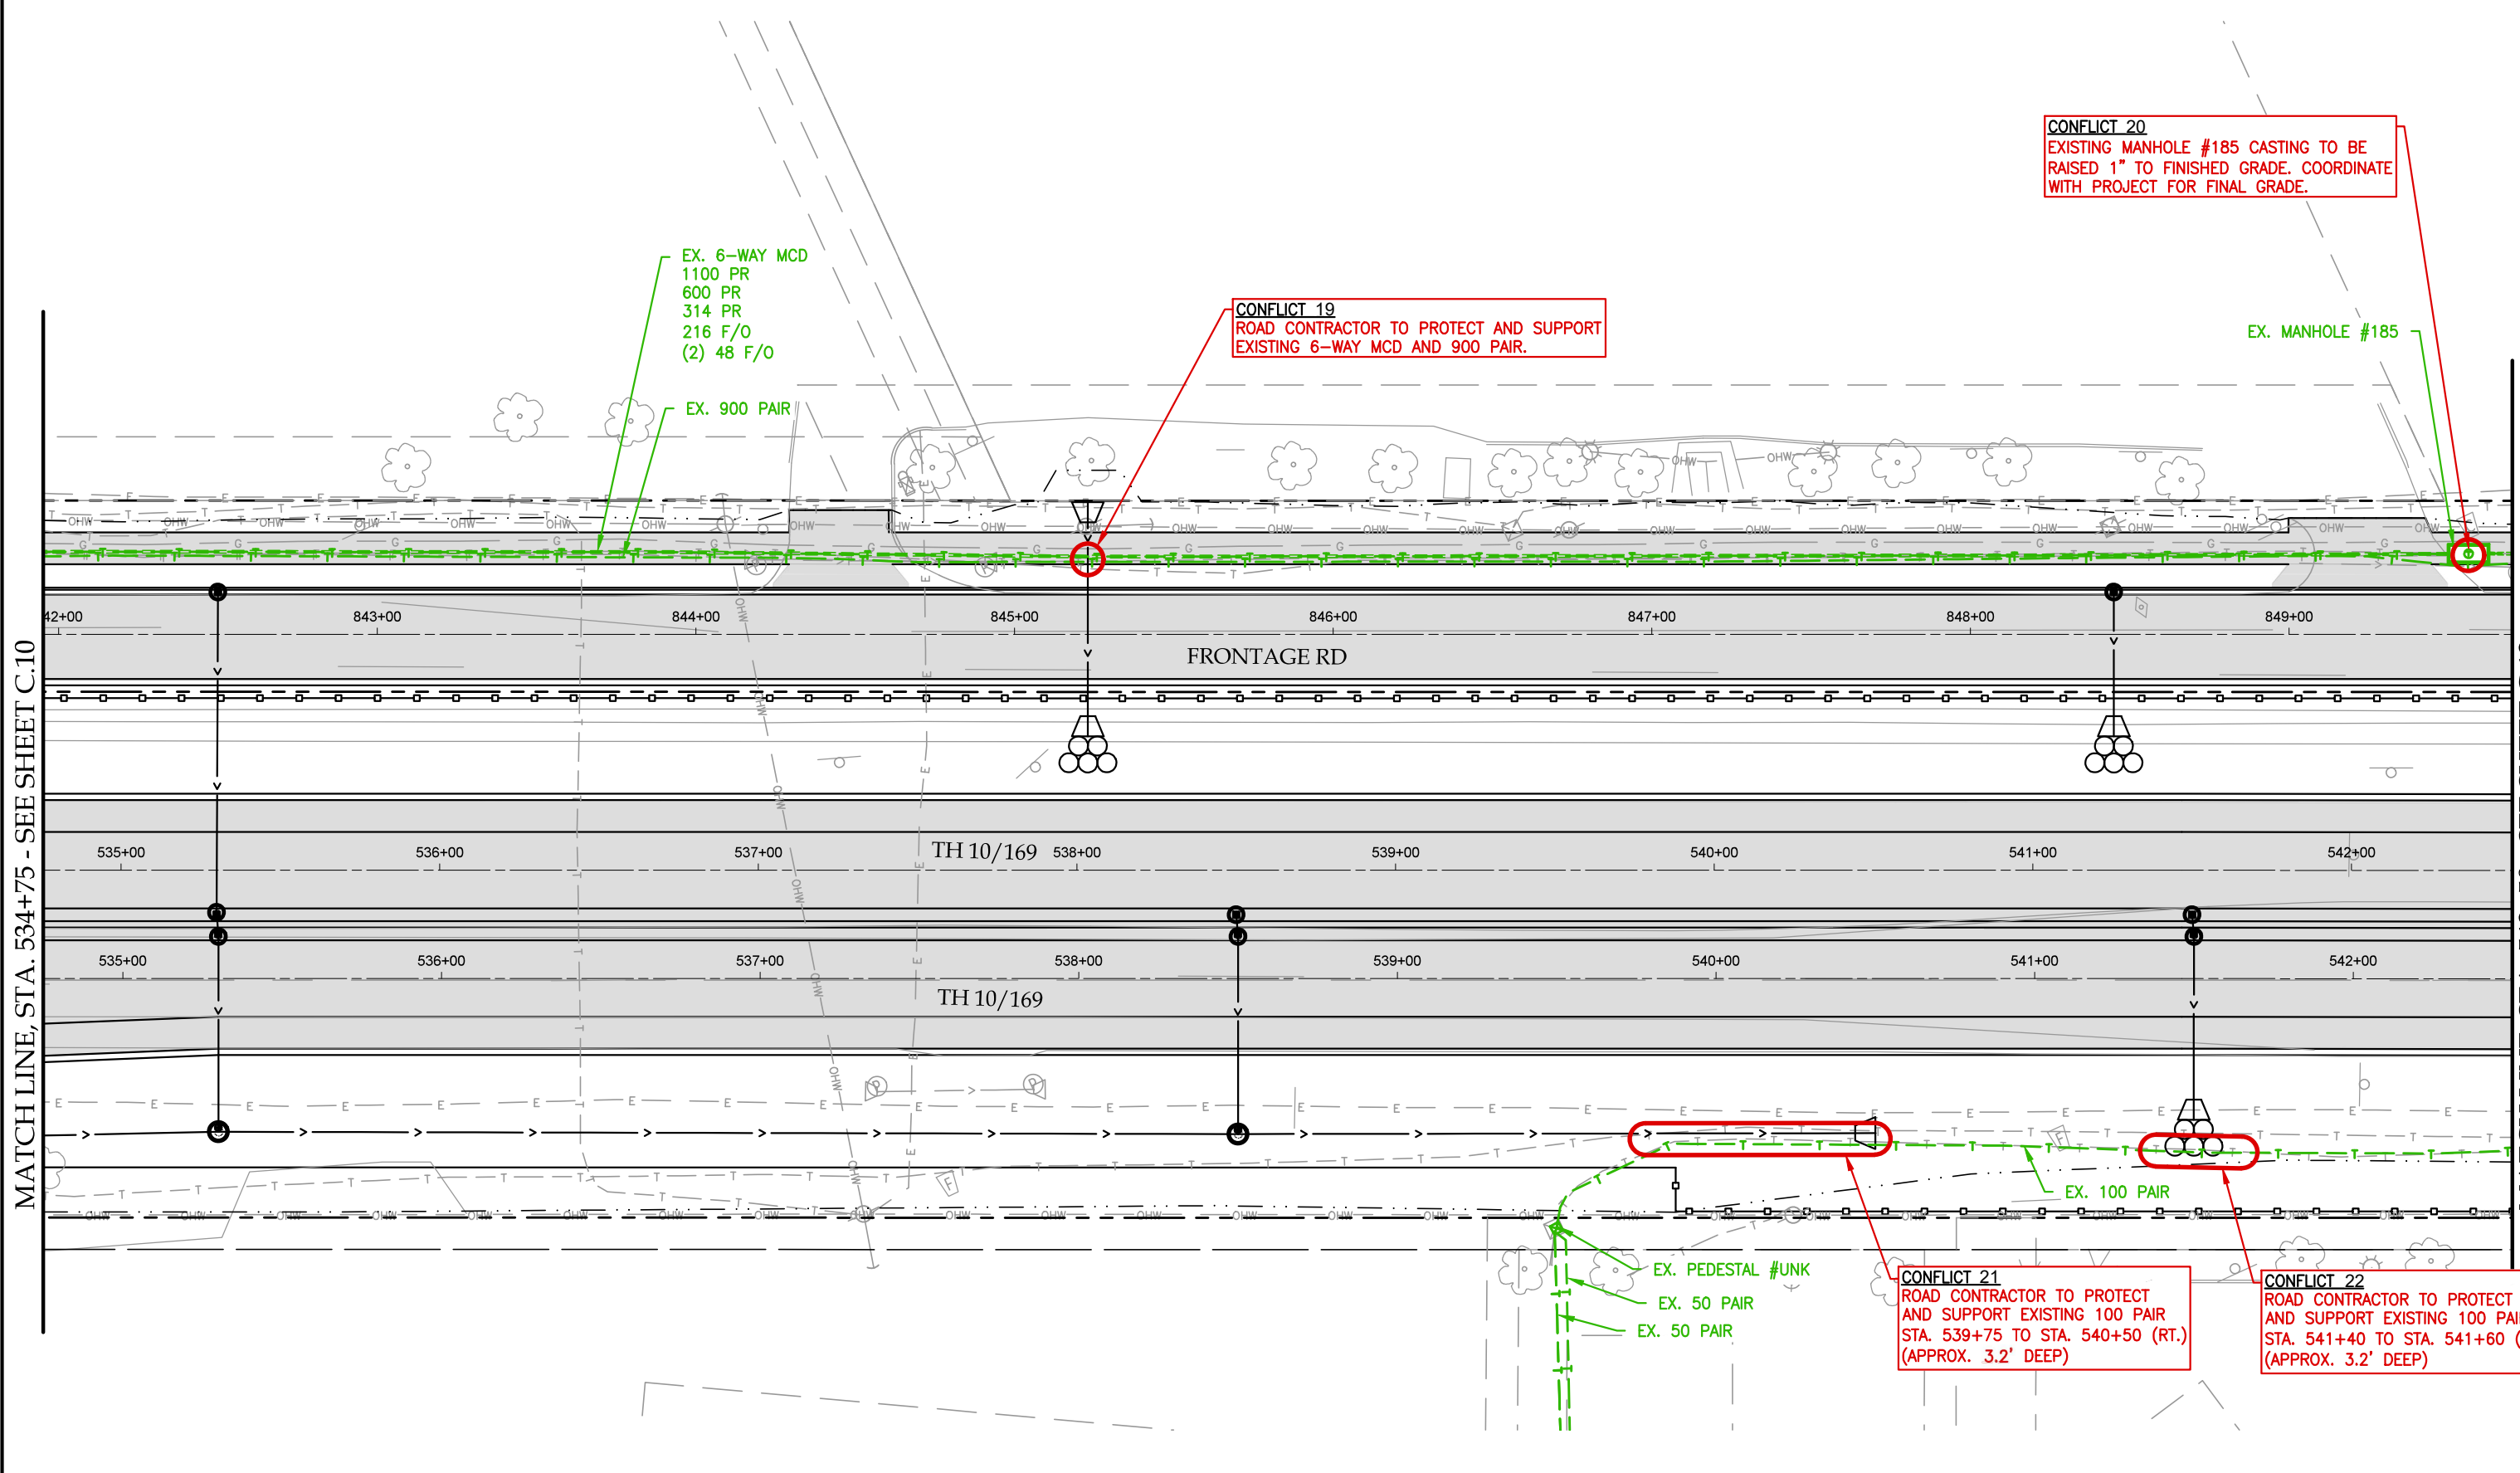 CONFLICT 20
EXISTING MANHOLE #185 CASTING TO BE
RAISED 1" TO FINISHED GRADE. COORDINATE
WITH PROJECT FOR FINAL GRADE.
EX. 6-WAY MCD
1100 PR
600 PR
314 PR
216 F/O
(2) 48 F/O
CONFLICT 19
ROAD CONTRACTOR TO PROTECT AND SUPPORT
EXISTING 6-WAY MCD AND 900 PAIR.
EX. MANHOLE #185
EX. 900 PAIR
42+00 843+00 844+00 845+00 846+00 847+00 848+00 849+00
FRONTAGE RD
MATCH LINE, STA. 534+75 - SEE SHEET C.10
535+00 536+00 537+00 538+00 539+00 540+00 541+00 542+00
TH 10/169
535+00 536+00 537+00 538+00 539+00 540+00 541+00 542+00
TH 10/169
EX. 100 PAIR
EX. PEDESTAL #UNK
EX. 50 PAIR
EX. 50 PAIR
CONFLICT 21
ROAD CONTRACTOR TO PROTECT
AND SUPPORT EXISTING 100 PAIR
STA. 539+75 TO STA. 540+50 (RT.)
(APPROX. 3.2' DEEP)
CONFLICT 22
ROAD CONTRACTOR TO PROTECT
AND SUPPORT EXISTING 100 PAI
STA. 541+40 TO STA. 541+60 (
(APPROX. 3.2' DEEP)